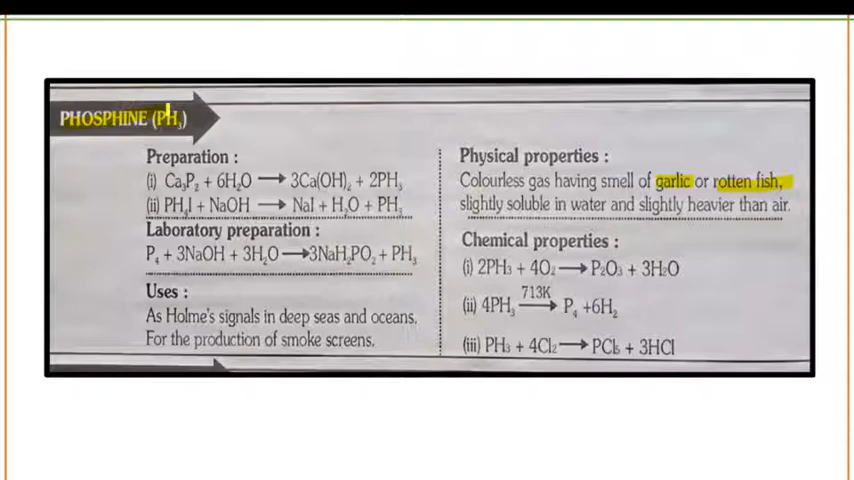 PHOSPHINE (PH₃)
Preparation :
(i) Ca₃P₂ + 6H₂O ⟶ 3Ca(OH)₂ + 2PH₃
(ii) PH₄I + NaOH ⟶ NaI + H₂O + PH₃
Laboratory preparation :
P₄ + 3NaOH + 3H₂O ⟶3NaH₂PO₂ + PH₃
Uses :
As Holme's signals in deep seas and oceans.
For the production of smoke screens.
Physical properties :
Colourless gas having smell of garlic or rotten fish,
slightly soluble in water and slightly heavier than air.
Chemical properties :
(i) 2PH₃ + 4O₂ ⟶ P₂O₃ + 3H₂O
(ii) 4PH₃ 713K⟶ P₄ +6H₂
(iii) PH₃ + 4Cl₂ ⟶ PCl₅ + 3HCl